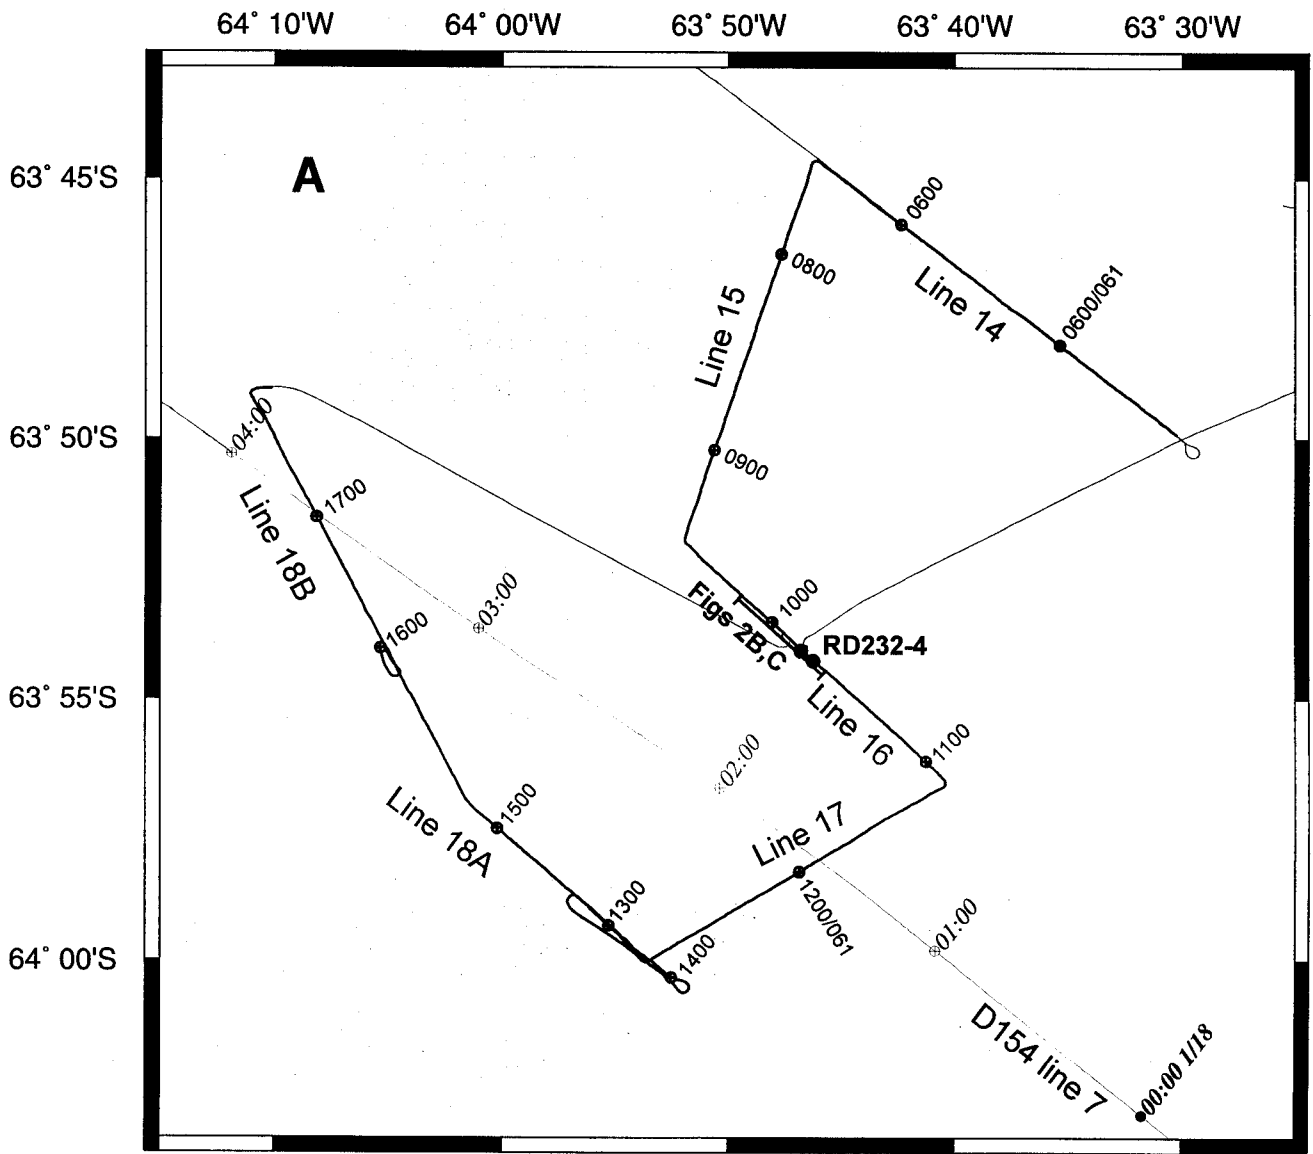 64° 10'W 64° 00'W 63° 50'W 63° 40'W 63° 30'W
63° 45'S
A
0600
0800
Line 14
0600/061
Line 15
63° 50'S
04:00
0900
1700
Line 18B
03:00
1000
Figs 2B,C
1600
RD232-4
63° 55'S
Line 16
1100
02:00
1500
Line 18A
Line 17
1300
1200/061
01:00
64° 00'S
1400
D154 line 7
00:00 1/18